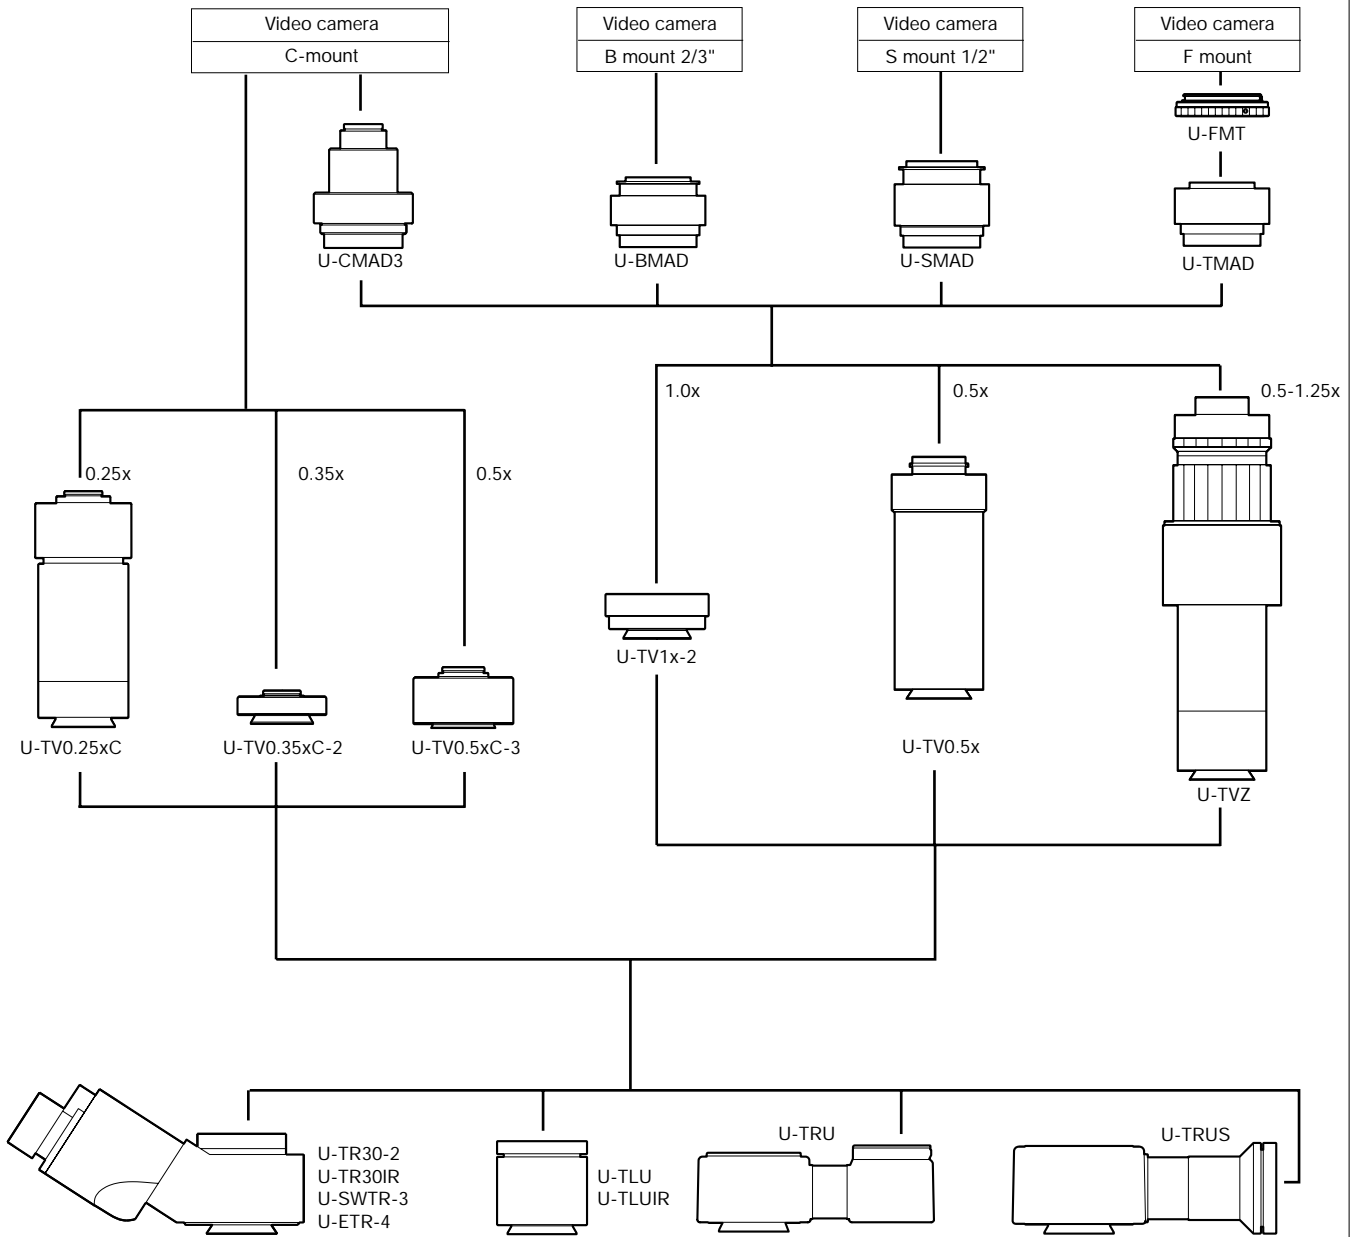 Video camera
C-mount
Video camera
B mount 2/3"
Video camera
S mount 1/2"
Video camera
F mount
U-FMT
U-CMAD3
U-BMAD
U-SMAD
U-TMAD
1.0x
0.5x
0.5-1.25x
0.25x
0.35x
0.5x
U-TV1x-2
U-TV0.25xC
U-TV0.35xC-2
U-TV0.5xC-3
U-TV0.5x
U-TVZ
U-TR30-2
U-TR30IR
U-SWTR-3
U-ETR-4
U-TLU
U-TLUIR
U-TRU
U-TRUS